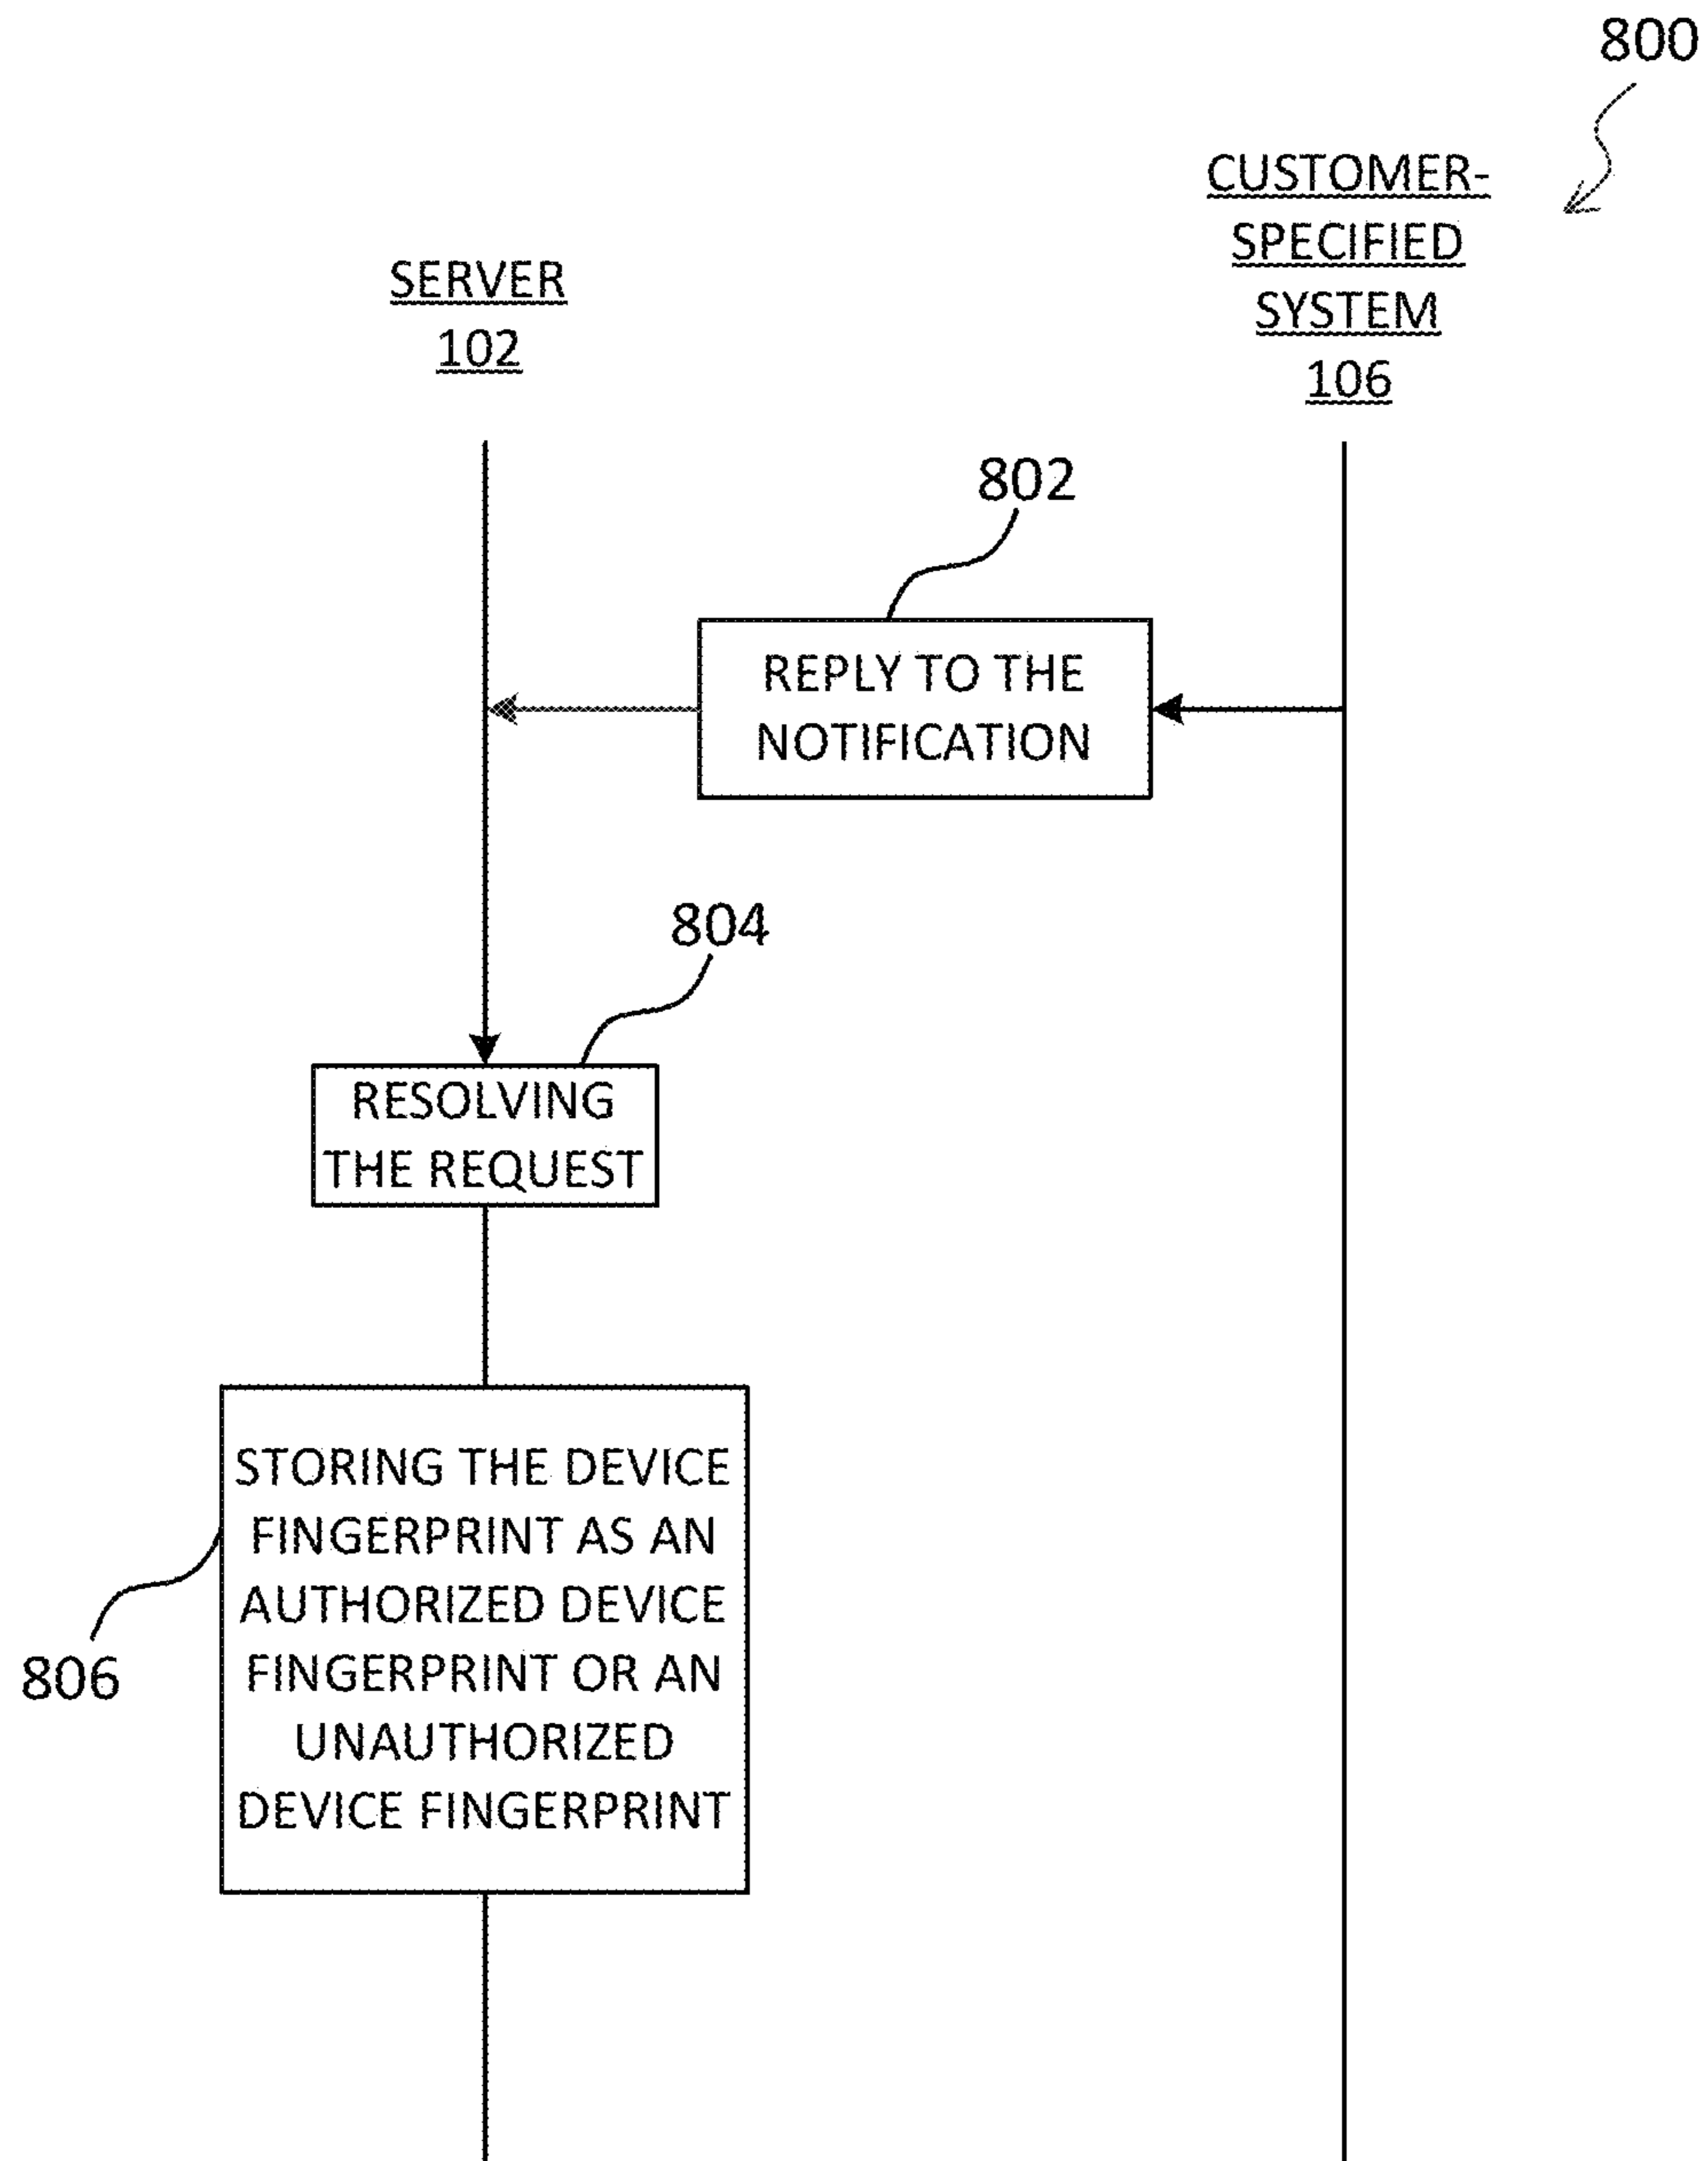 800
CUSTOMER-
SPECIFIED
SYSTEM
106
SERVER
102
802
REPLY TO THE
NOTIFICATION
804
RESOLVING
THE REQUEST
STORING THE DEVICE
FINGERPRINT AS AN
AUTHORIZED DEVICE
FINGERPRINT OR AN
UNAUTHORIZED
DEVICE FINGERPRINT
806